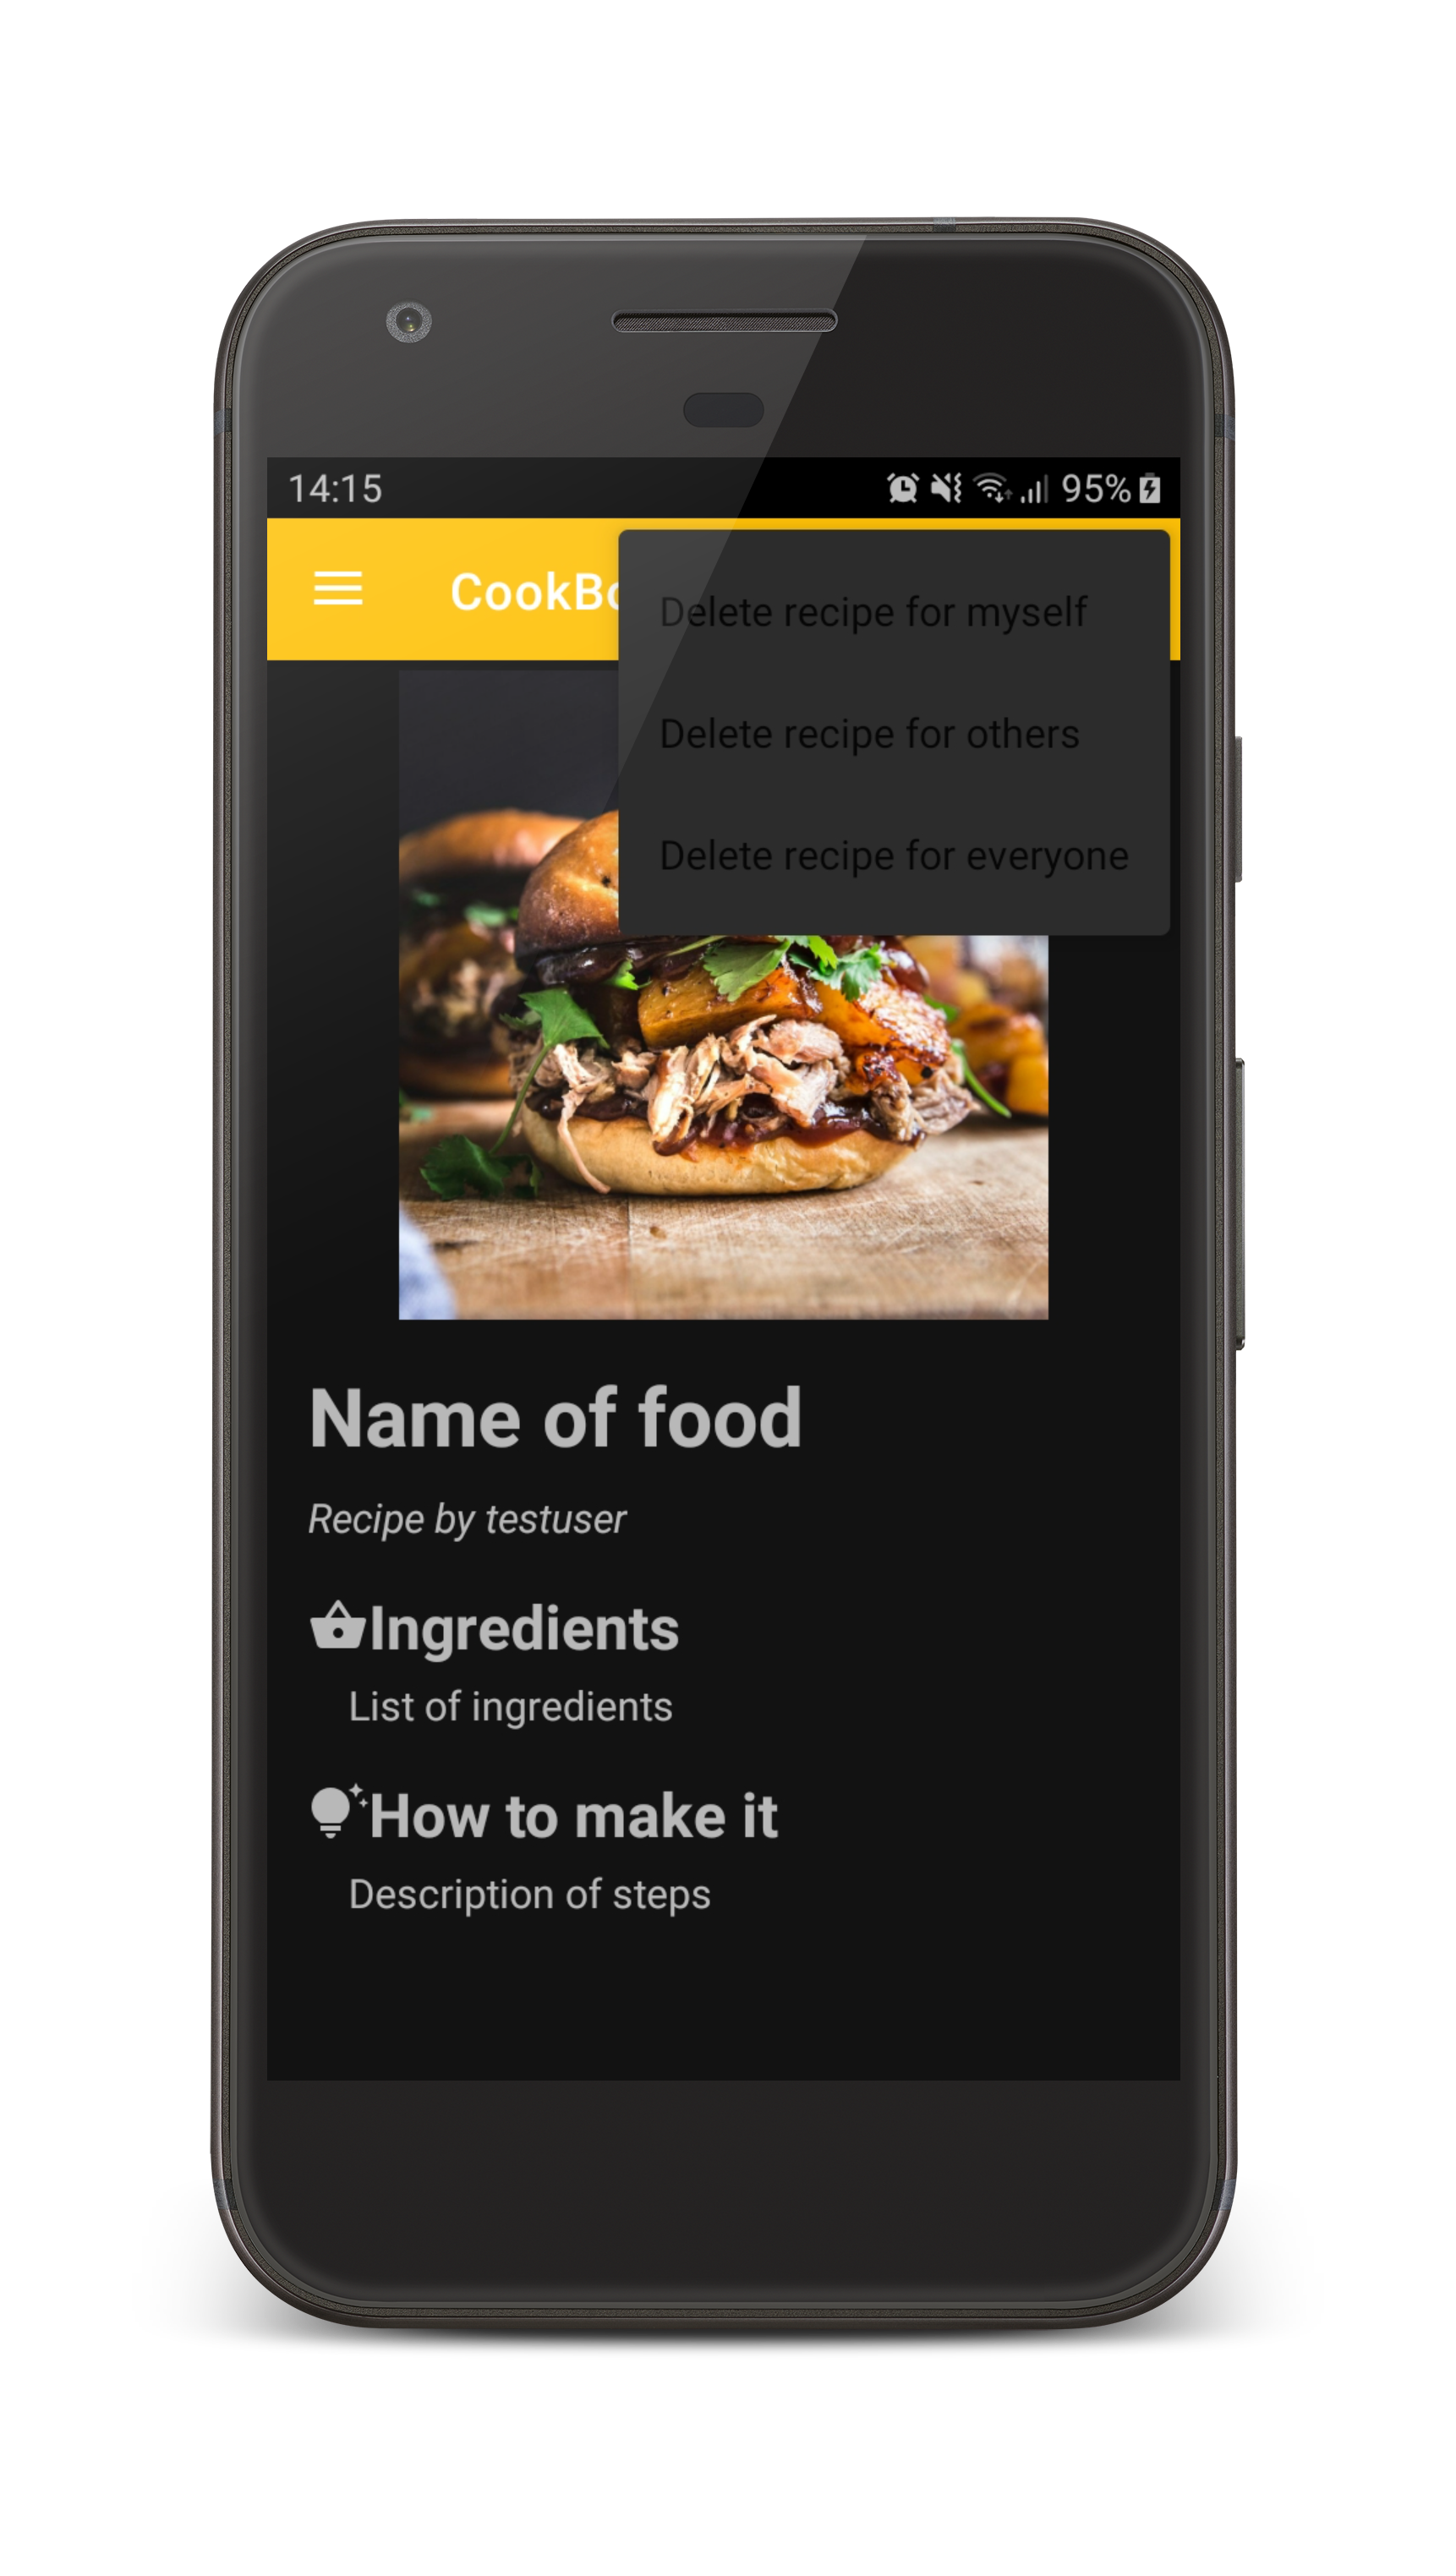 14:15
95%
CookBo
Delete recipe for myself
Delete recipe for others
Delete recipe for everyone
Name of food
Recipe by testuser
Ingredients
List of ingredients
How to make it
Description of steps